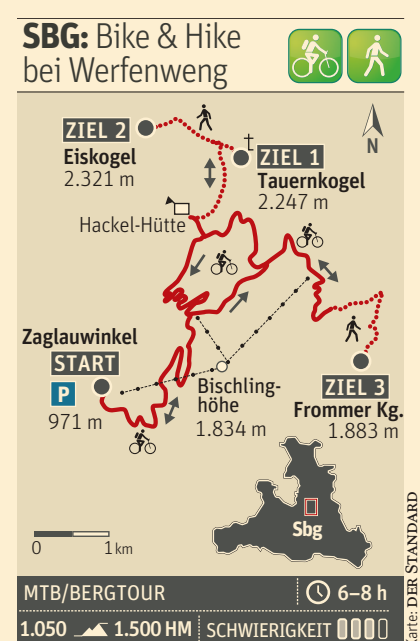 SBG: Bike & Hike
bei Werfenweng
N
ZIEL 2
Eiskogel
2.321 m
ZIEL 1
Tauernkogel
2.247 m
Hackel-Hütte
Zaglauwinkel
START
P
971 m
Bischling-
höhe
1.834 m
ZIEL 3
Frommer Kg.
1.883 m
Sbg
0 1 km
MTB/BERGTOUR 6–8 h
1.050 1.500 HM SCHWIERIGKEIT
DER STANDARD